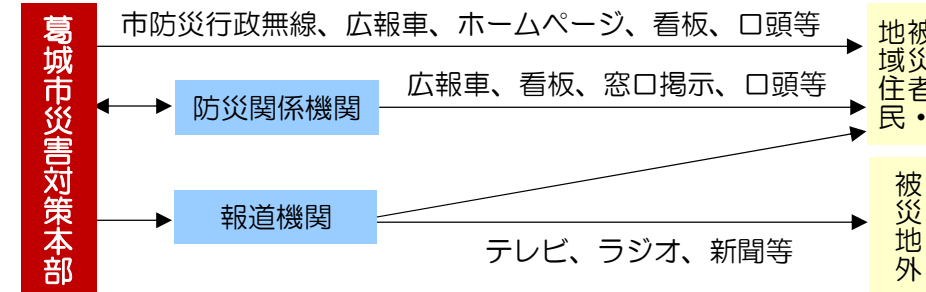 葛城市災害対策本部
市防災行政無線、広報車、ホームページ、看板、口頭等
防災関係機関
広報車、看板、窓口掲示、口頭等
被災者・
地域住民
報道機関
テレビ、ラジオ、新聞等
被災地外